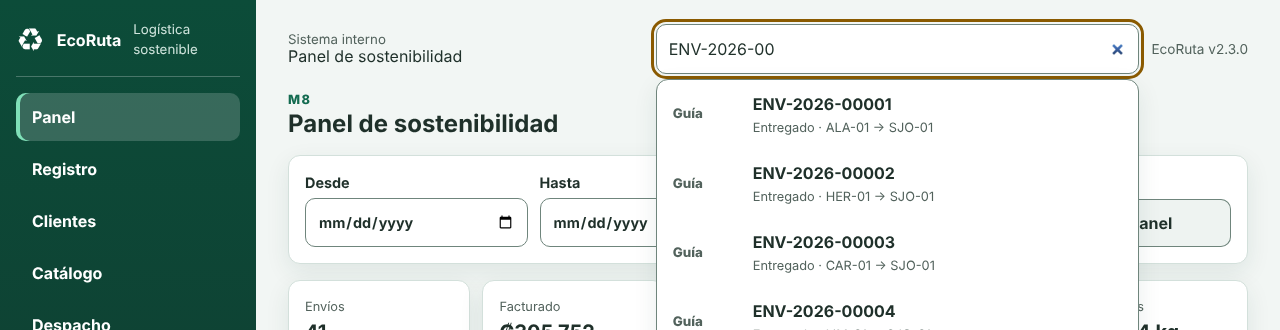 EcoRuta
Logística
sostenible
Panel
Registro
Clientes
Catálogo
Despacho
Sistema interno
Panel de sostenibilidad
ENV-2026-00
EcoRuta v2.3.0
M8
Panel de sostenibilidad
Desde
Hasta
mm/dd/yyyy
mm/dd/yyyy
Guía
ENV-2026-00001
Entregado · ALA-01 → SJO-01
Guía
ENV-2026-00002
Entregado · HER-01 → SJO-01
Guía
ENV-2026-00003
Entregado · CAR-01 → SJO-01
Guía
ENV-2026-00004
Envíos
41
Facturado